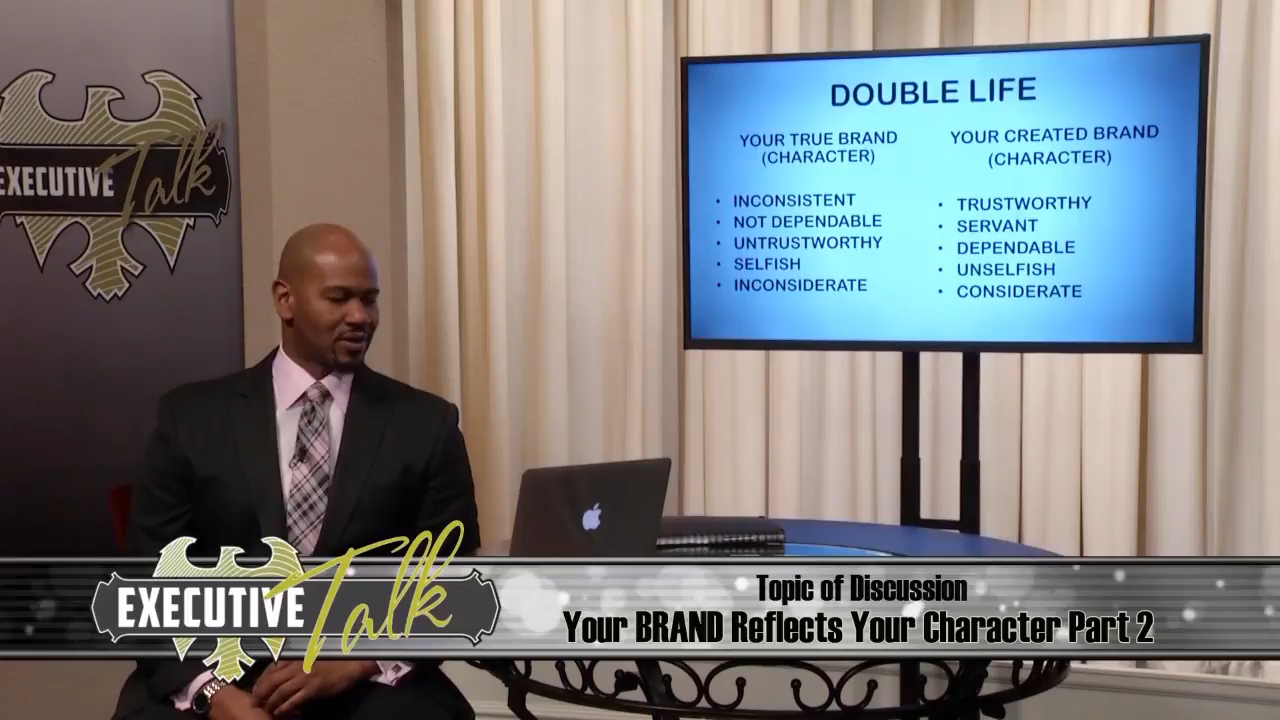 EXECUTIVE
Talk
DOUBLE LIFE
YOUR TRUE BRAND
(CHARACTER)
• INCONSISTENT
• NOT DEPENDABLE
• UNTRUSTWORTHY
• SELFISH
• INCONSIDERATE
YOUR CREATED BRAND
(CHARACTER)
• TRUSTWORTHY
• SERVANT
• DEPENDABLE
• UNSELFISH
• CONSIDERATE
EXECUTIVE Talk
Topic of Discussion
Your BRAND Reflects Your Character Part 2